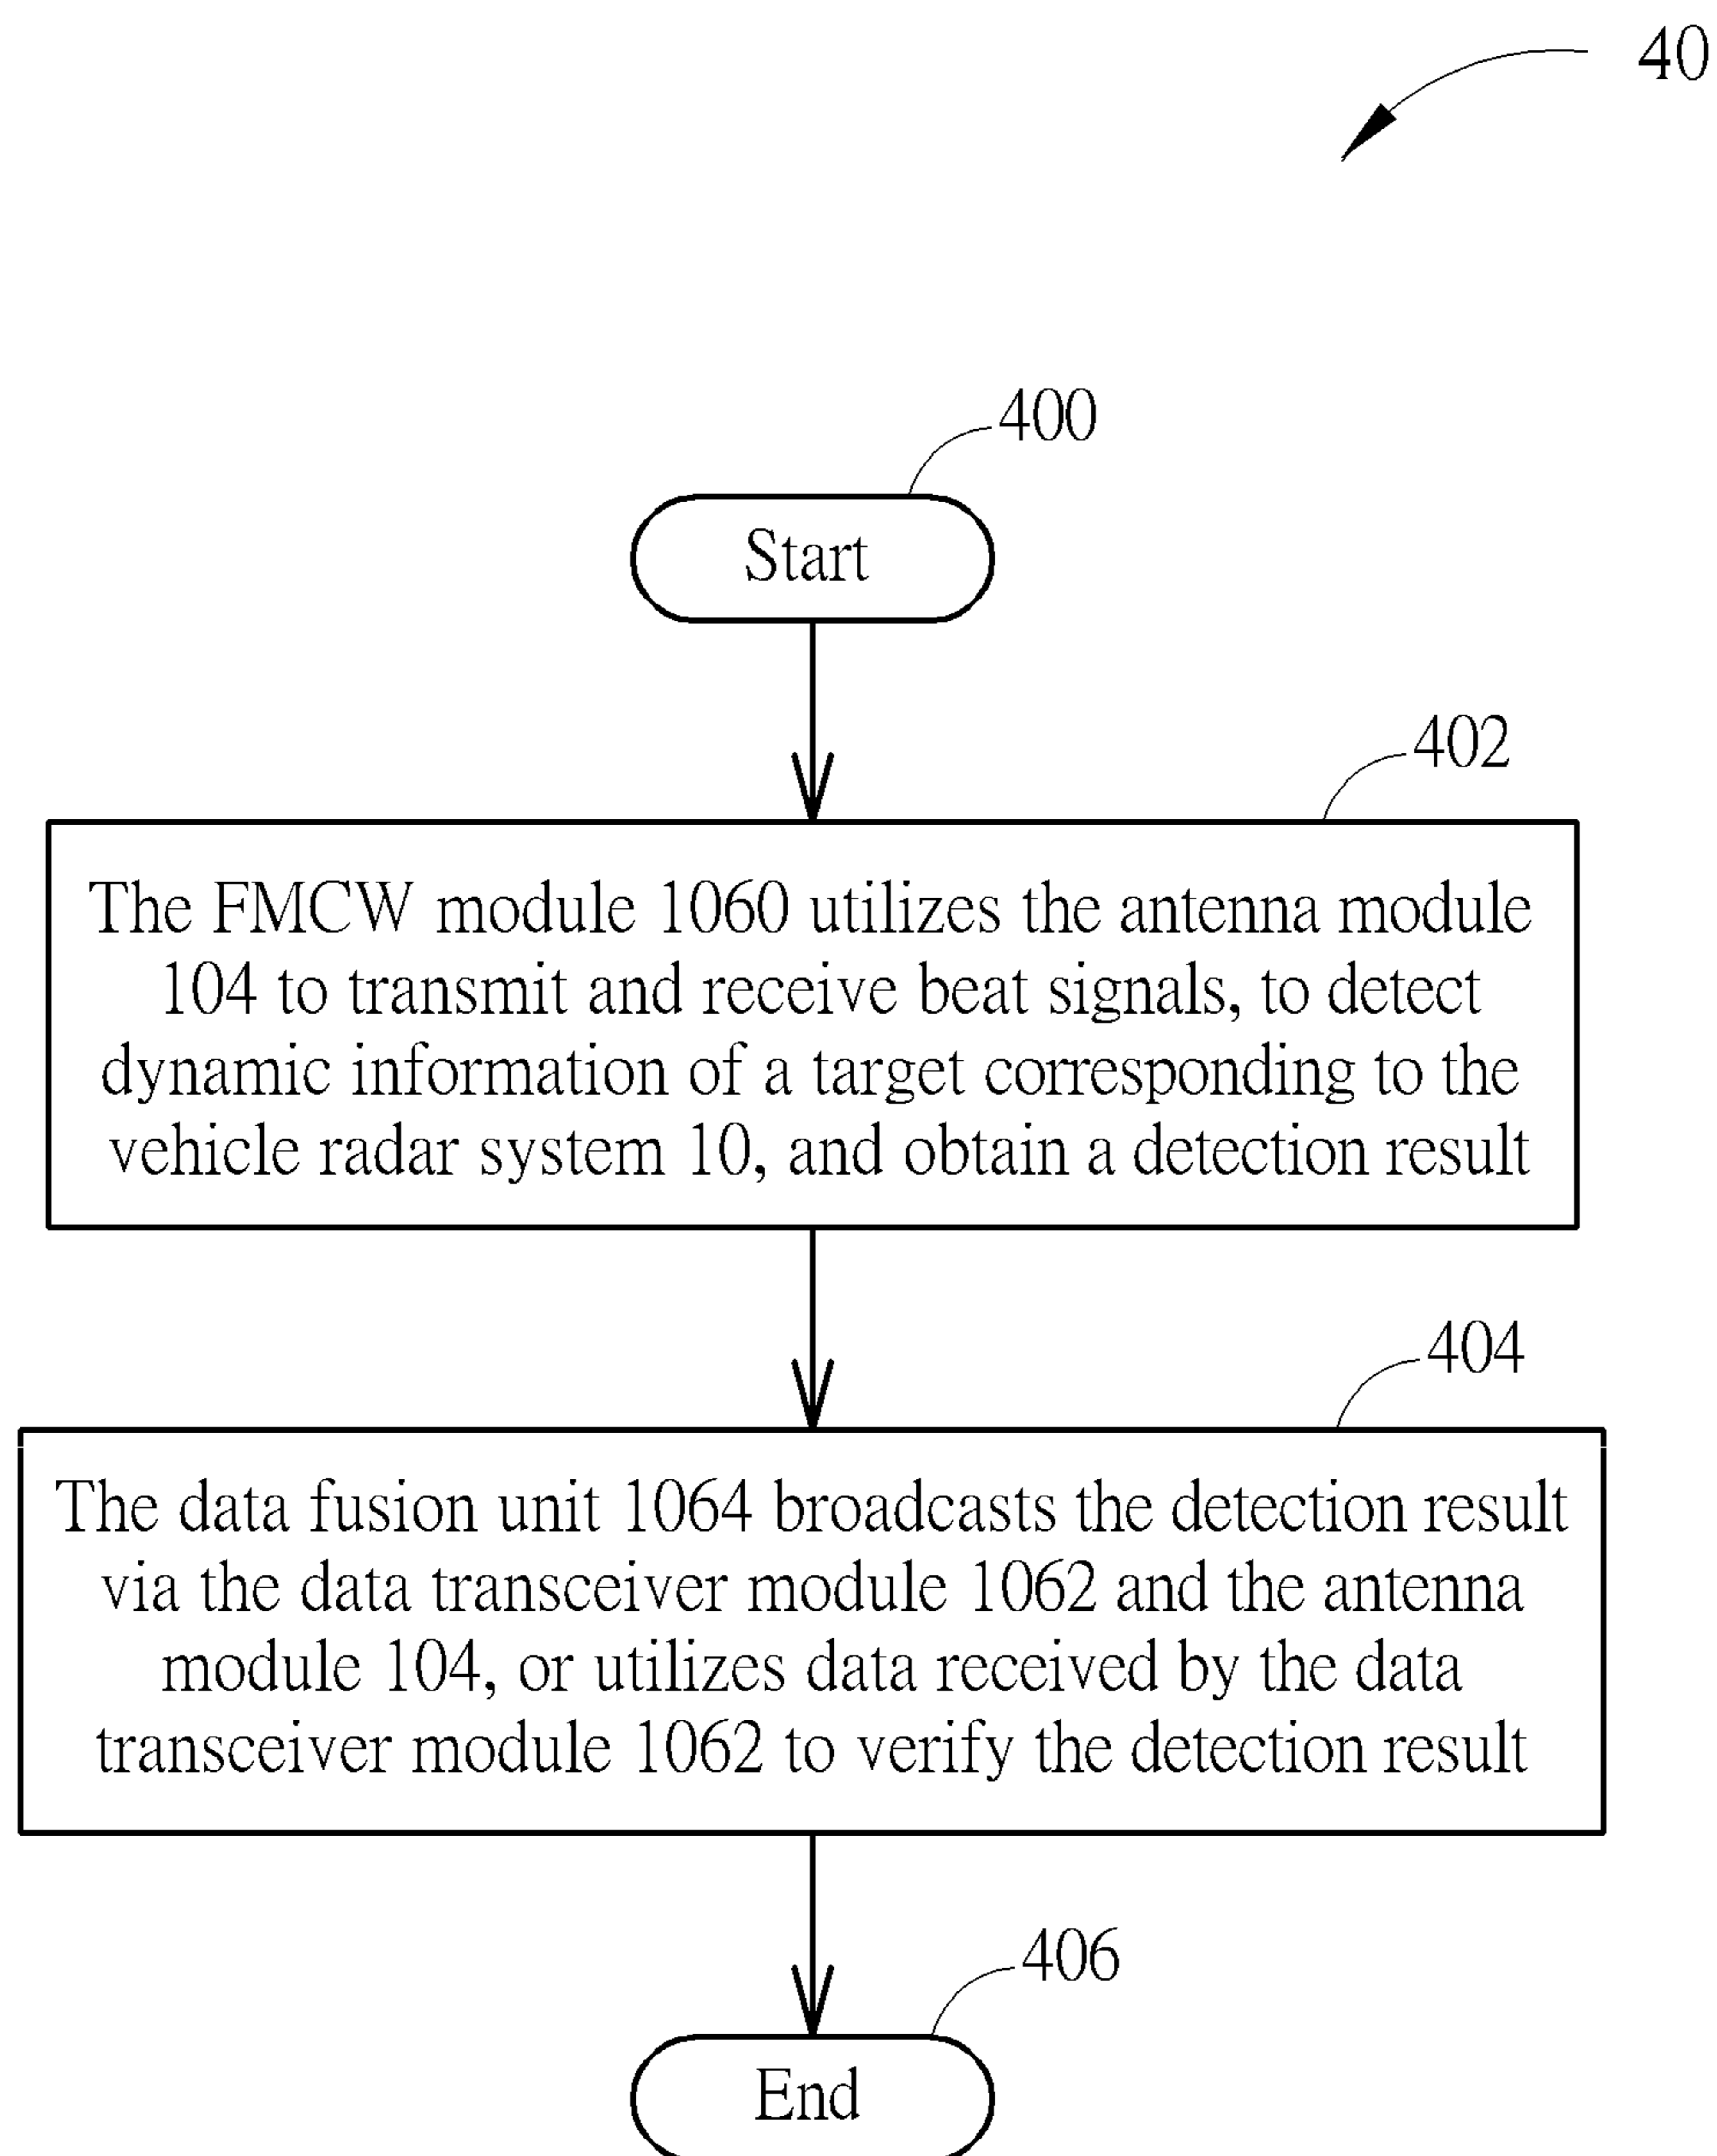 40
400
Start
402
The FMCW module 1060 utilizes the antenna module
104 to transmit and receive beat signals, to detect
dynamic information of a target corresponding to the
vehicle radar system 10, and obtain a detection result
404
The data fusion unit 1064 broadcasts the detection result
via the data transceiver module 1062 and the antenna
module 104, or utilizes data received by the data
transceiver module 1062 to verify the detection result
406
End